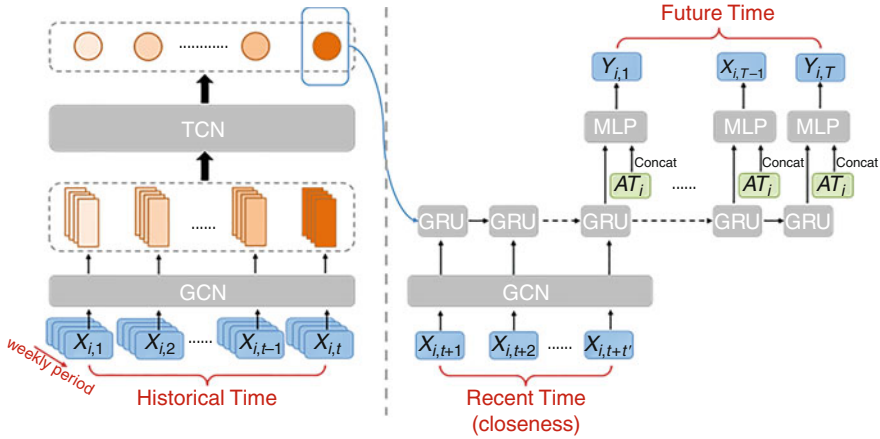 Future Time
Y_{i,1} X_{i,T-1} Y_{i,T}
............
TCN
MLP MLP MLP
Concat Concat Concat
AT_i ...... AT_i AT_i
......
GRU GRU GRU GRU GRU
GCN GCN
X_{i,1} X_{i,2} ...... X_{i,t-1} X_{i,t}
X_{i,t+1} X_{i,t+2} ...... X_{i,t+t'}
weekly period
Historical Time
Recent Time
(closeness)